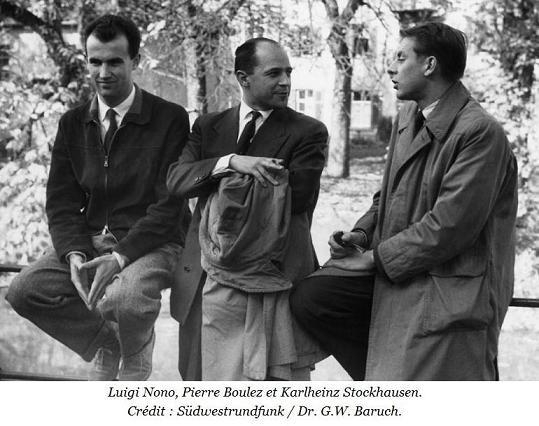 Luigi Nono, Pierre Boulez et Karlheinz Stockhausen.
Crédit : Südwestrundfunk / Dr. G.W. Baruch.